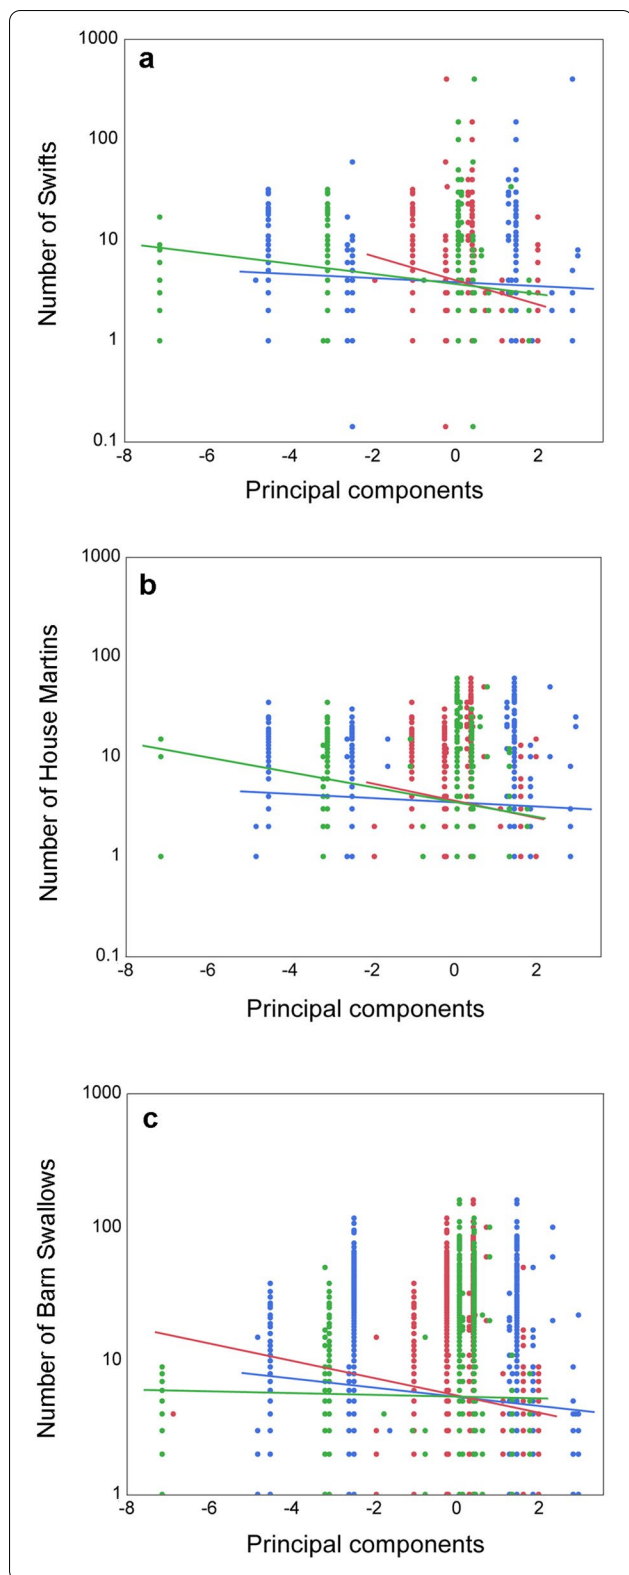 1000
a
100
10
1
0.1
Number of Swifts
-8 -6 -4 -2 0 2
Principal components
1000
b
100
10
1
0.1
Number of House Martins
-8 -6 -4 -2 0 2
Principal components
1000
c
100
10
1
Number of Barn Swallows
-8 -6 -4 -2 0 2
Principal components